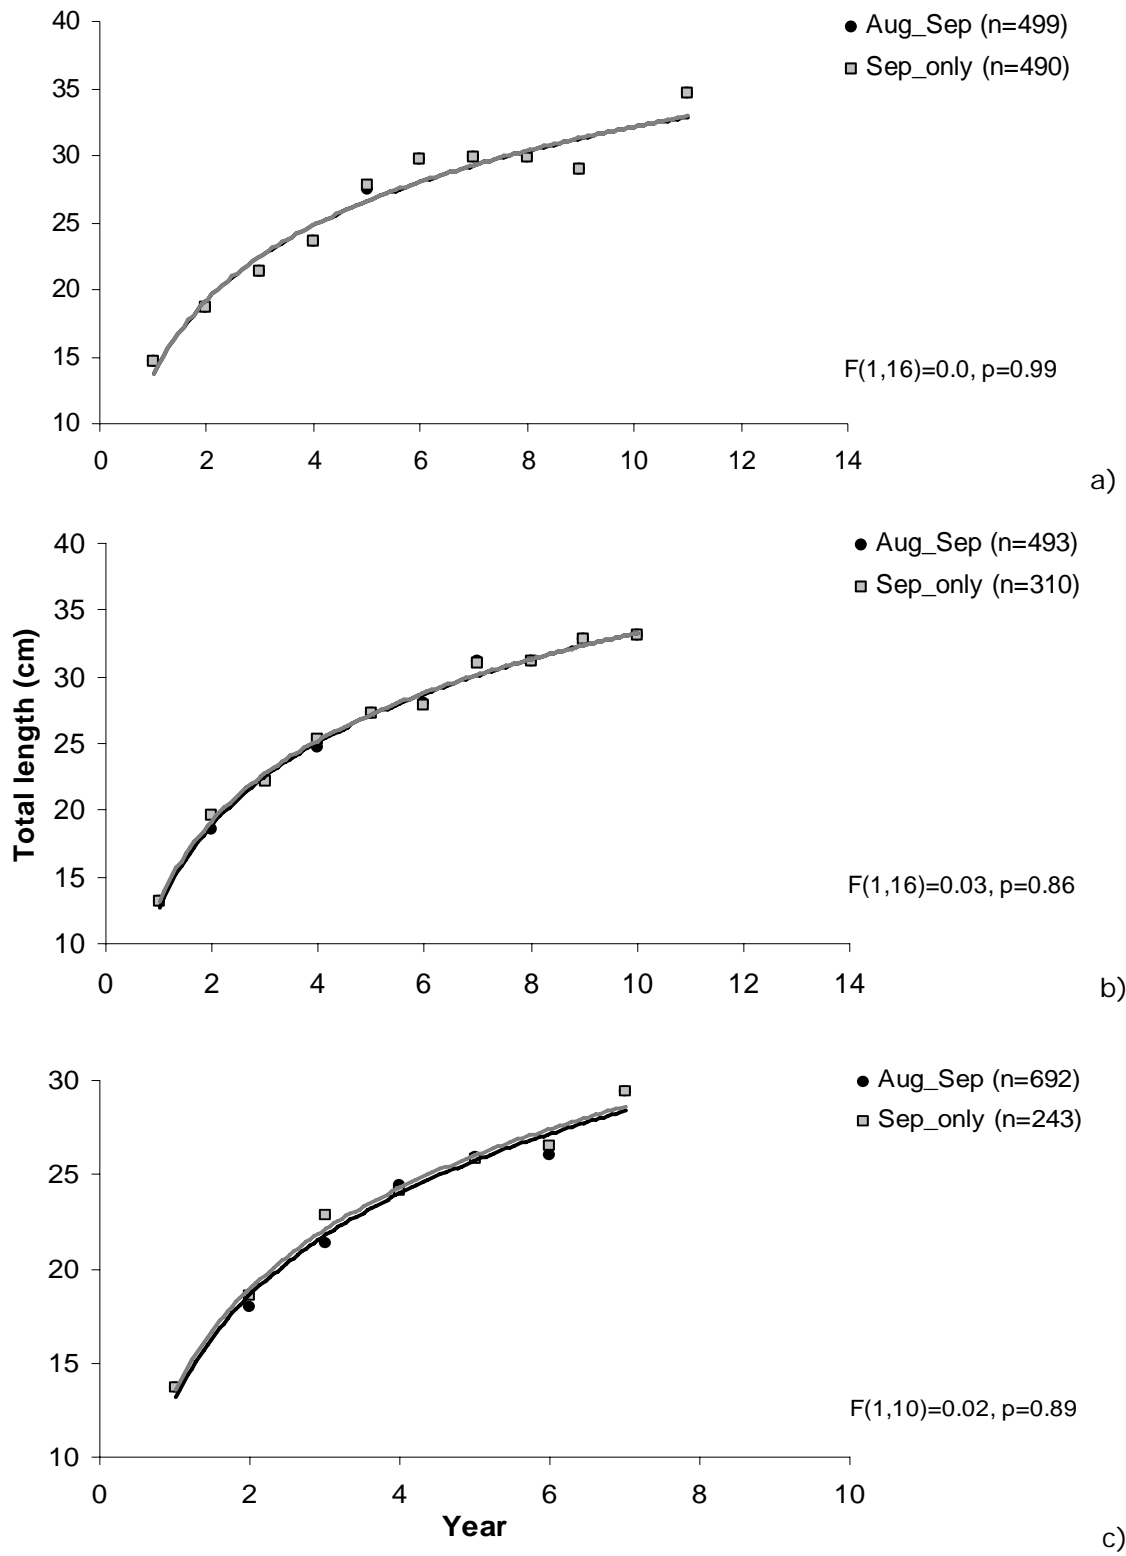 40
35
30
25
20
15
10
0 2 4 6 8 10 12 14
Aug_Sep (n=499)
Sep_only (n=490)
F(1,16)=0.0, p=0.99
a)
40
35
30
25
20
15
10
0 2 4 6 8 10 12 14
Total length (cm)
Aug_Sep (n=493)
Sep_only (n=310)
F(1,16)=0.03, p=0.86
b)
30
25
20
15
10
0 2 4 6 8 10
Year
Aug_Sep (n=692)
Sep_only (n=243)
F(1,10)=0.02, p=0.89
c)